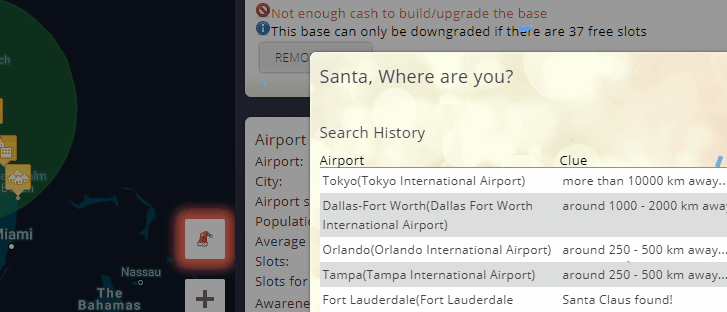 Not enough cash to build/upgrade the base
This base can only be downgraded if there are 37 free slots
REMO
Santa, Where are you?
Search History
Airport Clue
Tokyo(Tokyo International Airport) more than 10000 km away...
Dallas-Fort Worth(Dallas Fort Worth International Airport) around 1000 - 2000 km away
Orlando(Orlando International Airport) around 250 - 500 km away...
Tampa(Tampa International Airport) around 250 - 500 km away...
Fort Lauderdale(Fort Lauderdale Santa Claus found!
Airport
Airport:
City:
Airport s
Populati
Average
Slots:
Slots for
Awarene
Miami
Nassau
The
Bahamas